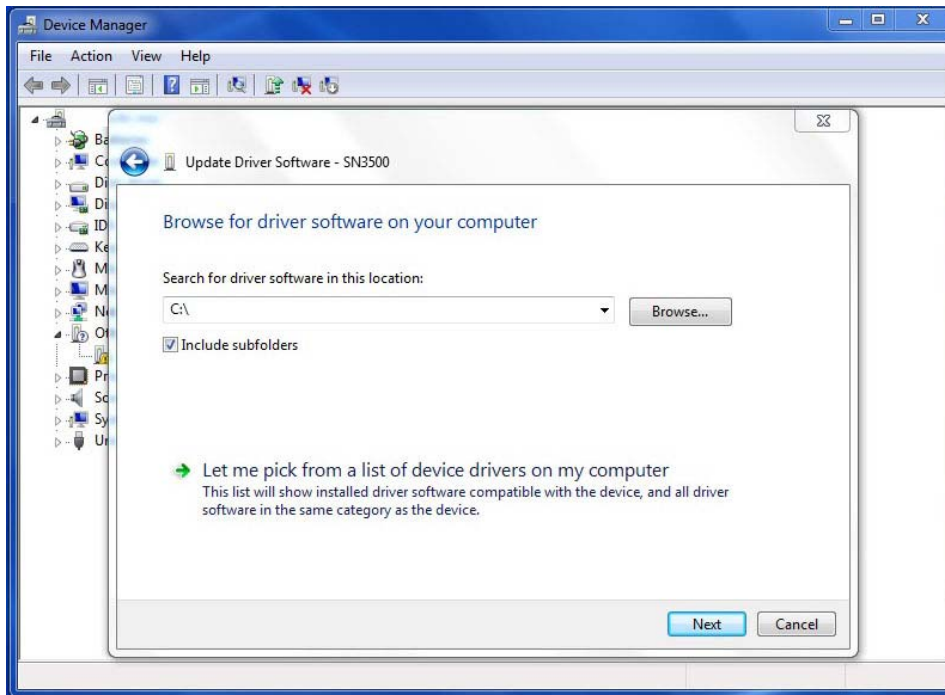 Device Manager
File Action View Help
Update Driver Software - SN3500
Browse for driver software on your computer
Search for driver software in this location:
C:\
Browse...
Include subfolders
Let me pick from a list of device drivers on my computer
This list will show installed driver software compatible with the device, and all driver
software in the same category as the device.
Next Cancel